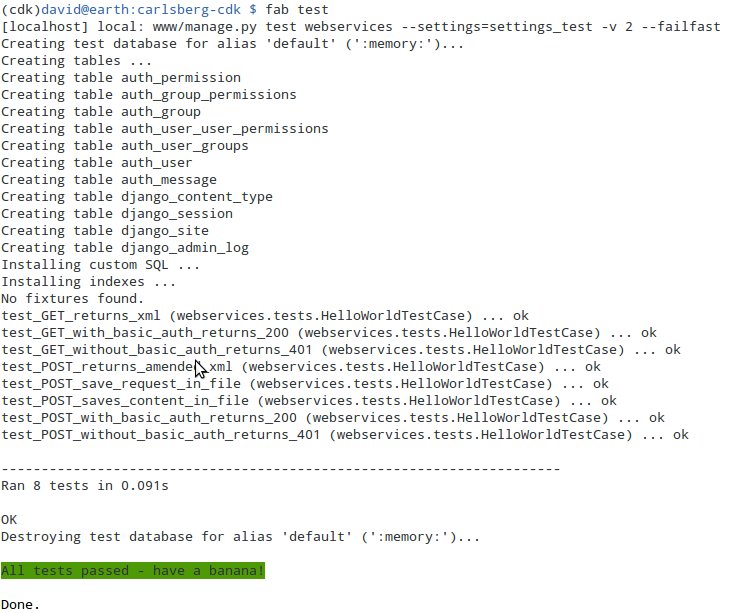 (cdk)david@earth:carlsberg-cdk $ fab test
[localhost] local: www/manage.py test webservices --settings=settings_test -v 2 --failfast
Creating test database for alias 'default' (':memory:')...
Creating tables ...
Creating table auth_permission
Creating table auth_group_permissions
Creating table auth_group
Creating table auth_user_user_permissions
Creating table auth_user_groups
Creating table auth_user
Creating table auth_message
Creating table django_content_type
Creating table django_session
Creating table django_site
Creating table django_admin_log
Installing custom SQL ...
Installing indexes ...
No fixtures found.
test_GET_returns_xml (webservices.tests.HelloWorldTestCase) ... ok
test_GET_with_basic_auth_returns_200 (webservices.tests.HelloWorldTestCase) ... ok
test_GET_without_basic_auth_returns_401 (webservices.tests.HelloWorldTestCase) ... ok
test_POST_returns_amended_xml (webservices.tests.HelloWorldTestCase) ... ok
test_POST_save_request_in_file (webservices.tests.HelloWorldTestCase) ... ok
test_POST_saves_content_in_file (webservices.tests.HelloWorldTestCase) ... ok
test_POST_with_basic_auth_returns_200 (webservices.tests.HelloWorldTestCase) ... ok
test_POST_without_basic_auth_returns_401 (webservices.tests.HelloWorldTestCase) ... ok
----------------------------------------------------------------------
Ran 8 tests in 0.091s
OK
Destroying test database for alias 'default' (':memory:')...
All tests passed - have a banana!
Done.